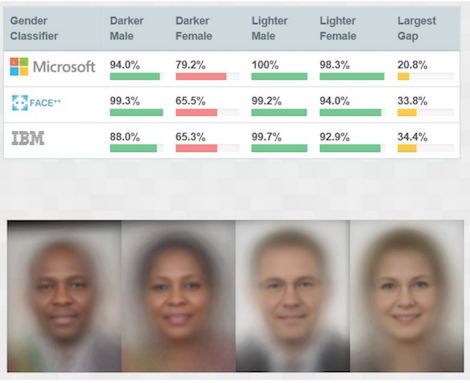 Gender Classifier Darker Male Darker Female Lighter Male Lighter Female Largest Gap
Microsoft 94.0% 79.2% 100% 98.3% 20.8%
FACE++ 99.3% 65.5% 99.2% 94.0% 33.8%
IBM 88.0% 65.3% 99.7% 92.9% 34.4%